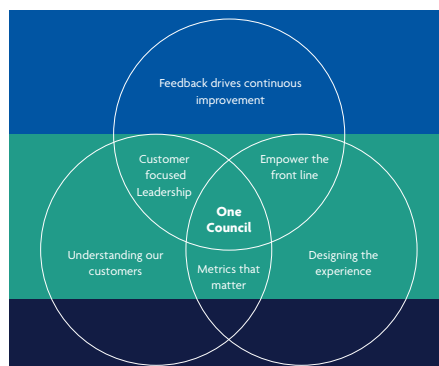 Feedback drives continuous
improvement
Customer
focused
Leadership
Empower the
front line
One
Council
Understanding our
customers
Metrics that
matter
Designing the
experience